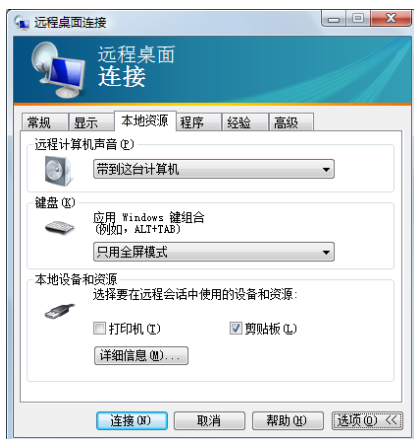 远程桌面连接
远程桌面
连接
常规 显示 本地资源 程序 经验 高级
远程计算机声音(P)
带到这台计算机
键盘(K)
应用 Windows 键组合
(例如，ALT+TAB)
只用全屏模式
本地设备和资源
选择要在远程会话中使用的设备和资源:
打印机(T) 剪贴板(L)
详细信息(M)...
连接(N) 取消 帮助(H) 选项(O) <<